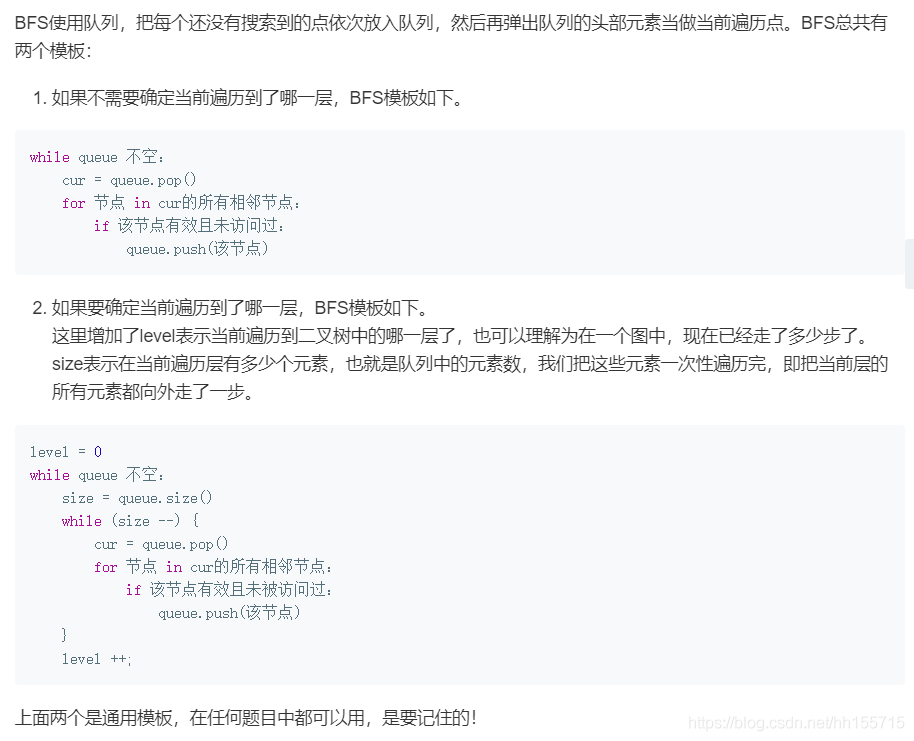 BFS使用队列，把每个还没有搜索到的点依次放入队列，然后再弹出队列的头部元素当做当前遍历点。BFS总共有
两个模板：
1. 如果不需要确定当前遍历到了哪一层，BFS模板如下。
while queue 不空：
cur = queue.pop()
for 节点 in cur的所有相邻节点：
if 该节点有效且未访问过：
queue.push(该节点)
2. 如果要确定当前遍历到了哪一层，BFS模板如下。
这里增加了level表示当前遍历到二叉树中的哪一层了，也可以理解为在一个图中，现在已经走了多少步了。
size表示在当前遍历层有多少个元素，也就是队列中的元素数，我们把这些元素一次性遍历完，即把当前层的
所有元素都向外走了一步。
level = 0
while queue 不空：
size = queue.size()
while (size --) {
cur = queue.pop()
for 节点 in cur的所有相邻节点：
if 该节点有效且未被访问过：
queue.push(该节点)
}
level ++;
上面两个是通用模板，在任何题目中都可以用，是要记住的！
https://blog.csdn.net/hh155715